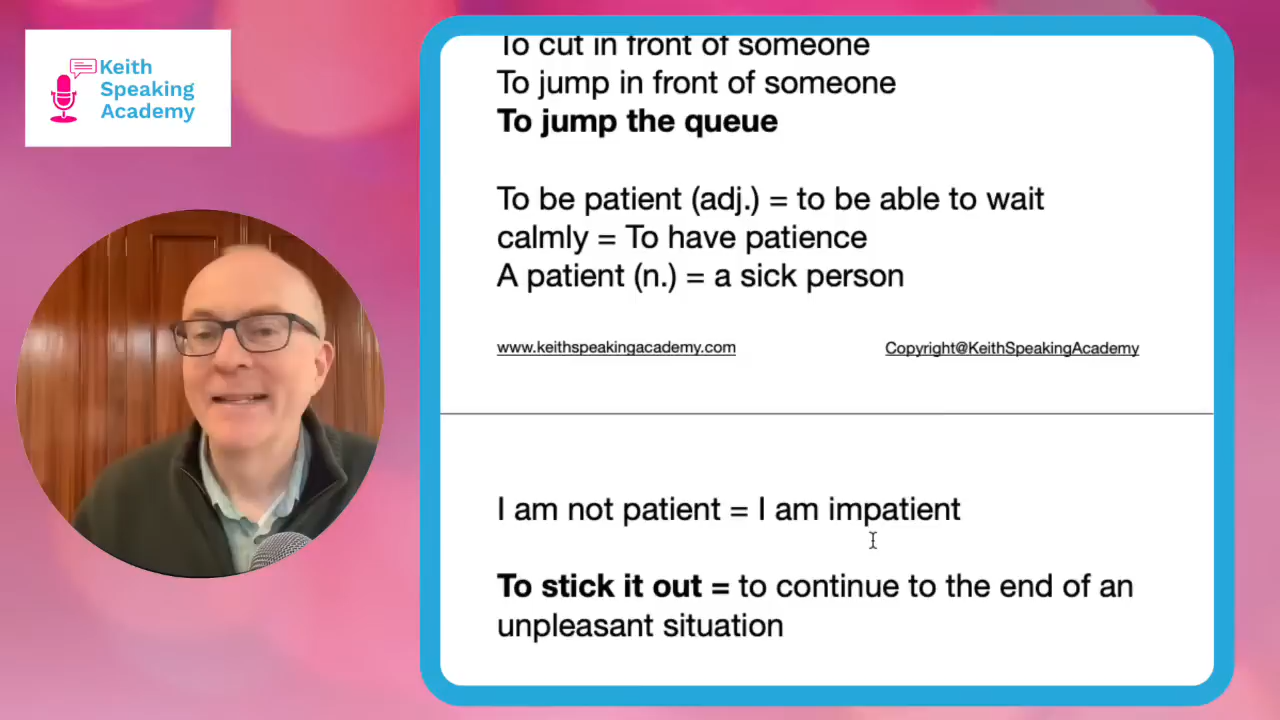 Keith
Speaking
Academy
To cut in front of someone
To jump in front of someone
To jump the queue
To be patient (adj.) = to be able to wait
calmly = To have patience
A patient (n.) = a sick person
www.keithspeakingacademy.com
Copyright@KeithSpeakingAcademy
I am not patient = I am impatient
To stick it out = to continue to the end of an
unpleasant situation